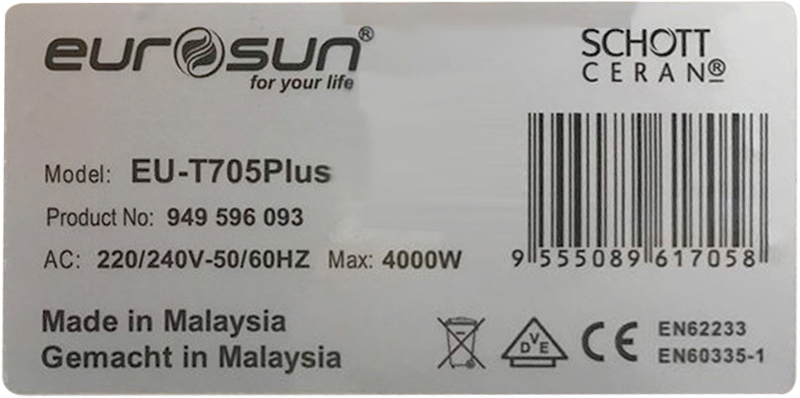 eurosun®
for your life
SCHOTT
CERAN®
Model: EU-T705Plus
Product No: 949 596 093
AC: 220/240V-50/60HZ Max: 4000W
9 555089 617058
Made in Malaysia
Gemacht in Malaysia
DVE
CE
EN62233
EN60335-1